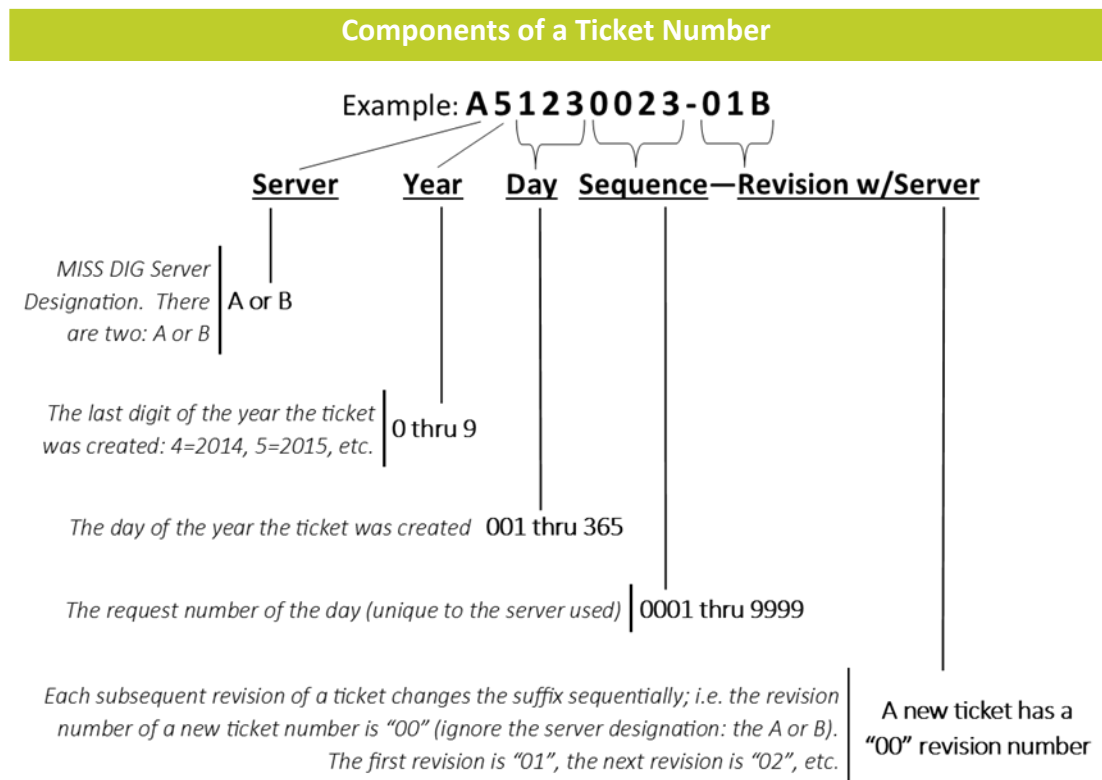 Components of a Ticket Number
Example: A51230023-01B
Server Year Day Sequence—Revision w/Server
MISS DIG Server
Designation. There
are two: A or B
A or B
The last digit of the year the ticket
was created: 4=2014, 5=2015, etc.
0 thru 9
The day of the year the ticket was created 001 thru 365
The request number of the day (unique to the server used) 0001 thru 9999
Each subsequent revision of a ticket changes the suffix sequentially; i.e. the revision
number of a new ticket number is “00” (ignore the server designation: the A or B).
The first revision is “01”, the next revision is “02”, etc.
A new ticket has a
“00” revision number